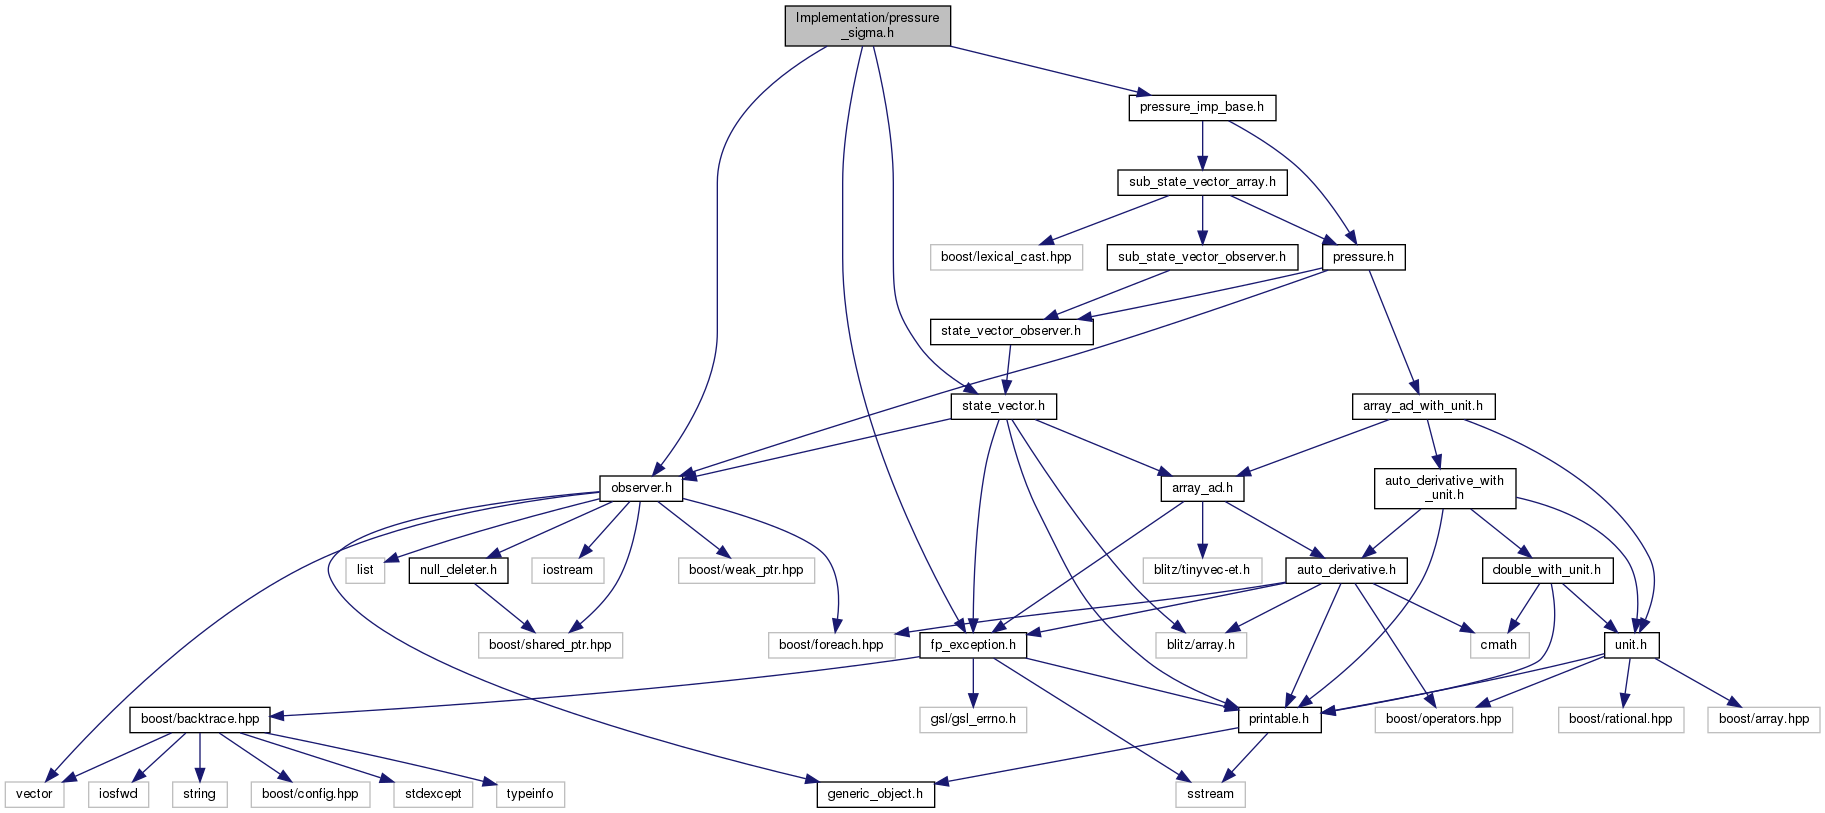 Implementation/pressure
_sigma.h
pressure_imp_base.h
sub_state_vector_array.h
boost/lexical_cast.hpp
sub_state_vector_observer.h
pressure.h
state_vector_observer.h
state_vector.h
array_ad_with_unit.h
observer.h
array_ad.h
auto_derivative_with
_unit.h
list
null_deleter.h
iostream
boost/weak_ptr.hpp
blitz/tinyvec-et.h
auto_derivative.h
double_with_unit.h
boost/shared_ptr.hpp
boost/foreach.hpp
fp_exception.h
blitz/array.h
cmath
unit.h
boost/backtrace.hpp
gsl/gsl_errno.h
printable.h
boost/operators.hpp
boost/rational.hpp
boost/array.hpp
vector
iosfwd
string
boost/config.hpp
stdexcept
typeinfo
generic_object.h
sstream